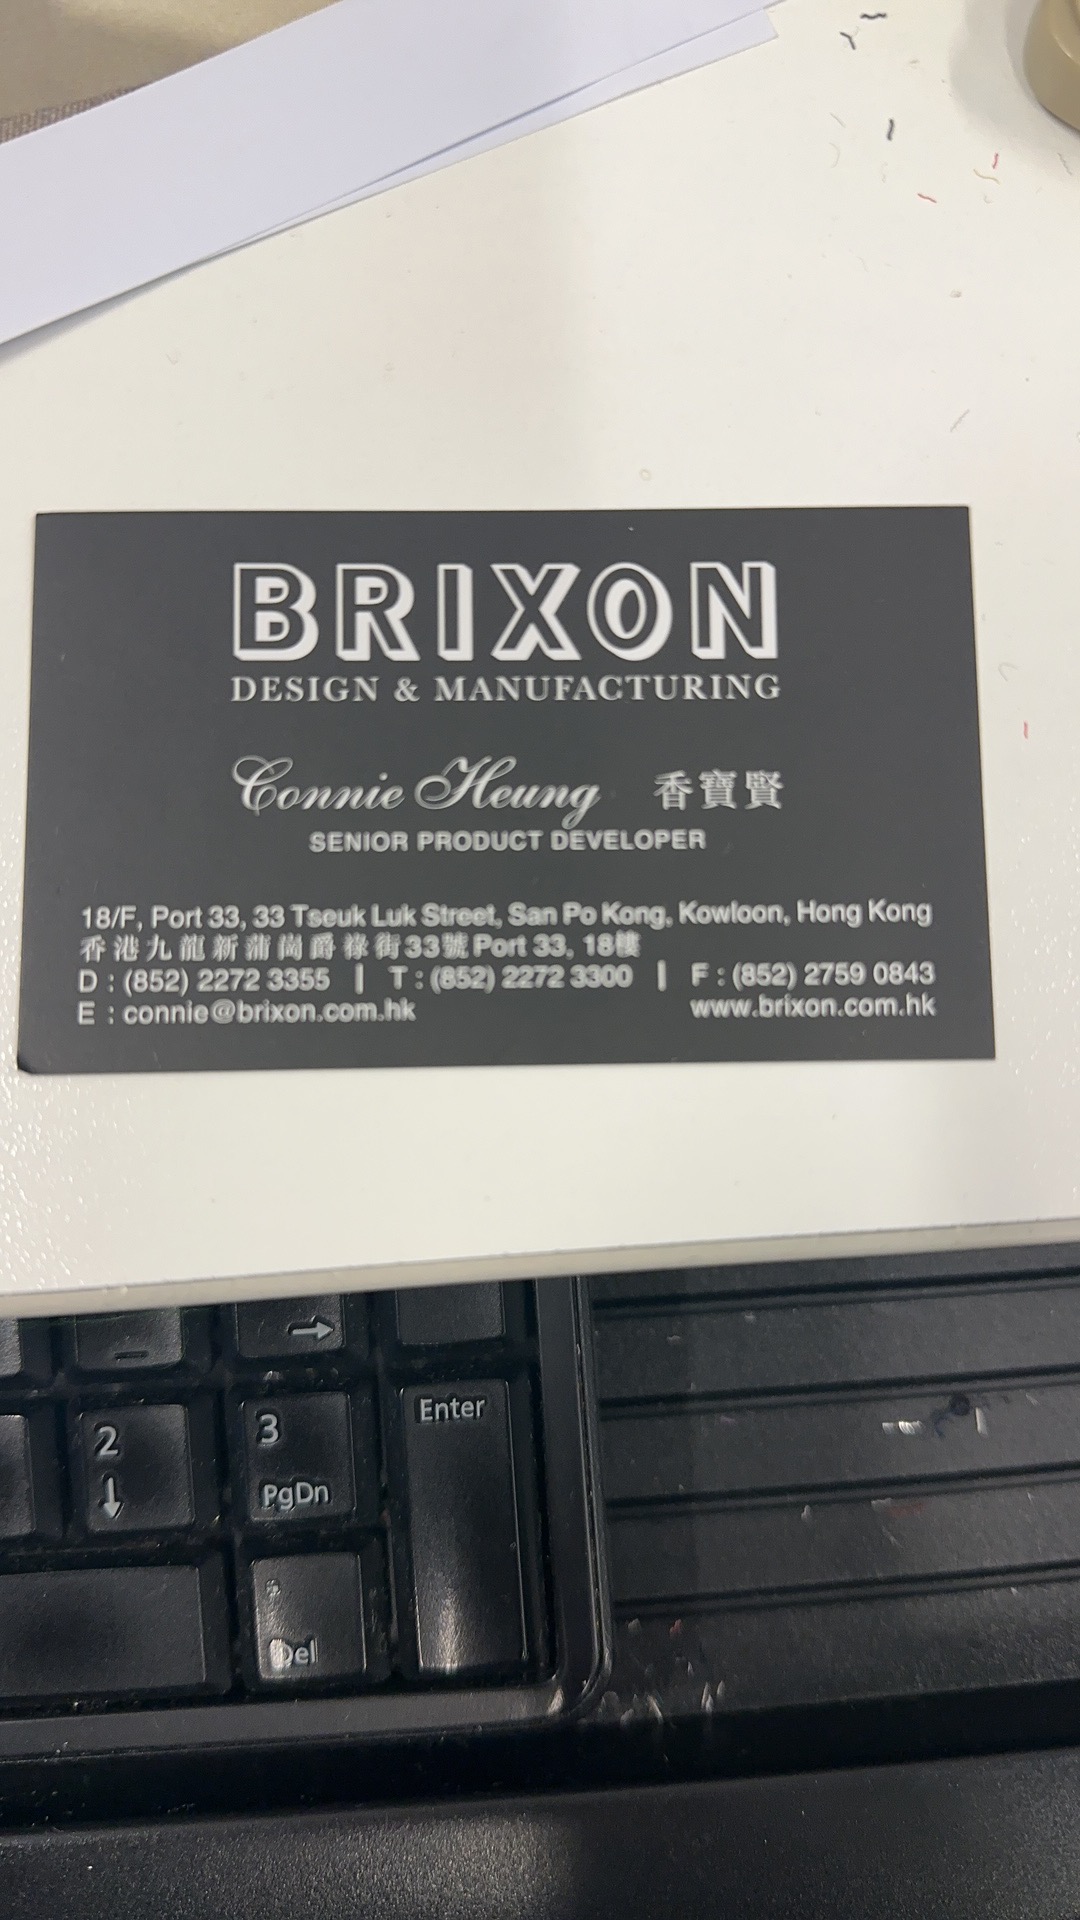 BRIXON
DESIGN & MANUFACTURING
Connie Heung 香寶賢
SENIOR PRODUCT DEVELOPER
18/F, Port 33, 33 Tseuk Luk Street, San Po Kong, Kowloon, Hong Kong
香港九龍新蒲崗爵祿街33號Port 33, 18樓
D : (852) 2272 3355 | T : (852) 2272 3300 | F : (852) 2759 0843
E : connie@brixon.com.hk www.brixon.com.hk
→
2 3 Enter
↓ PgDn
.
Del